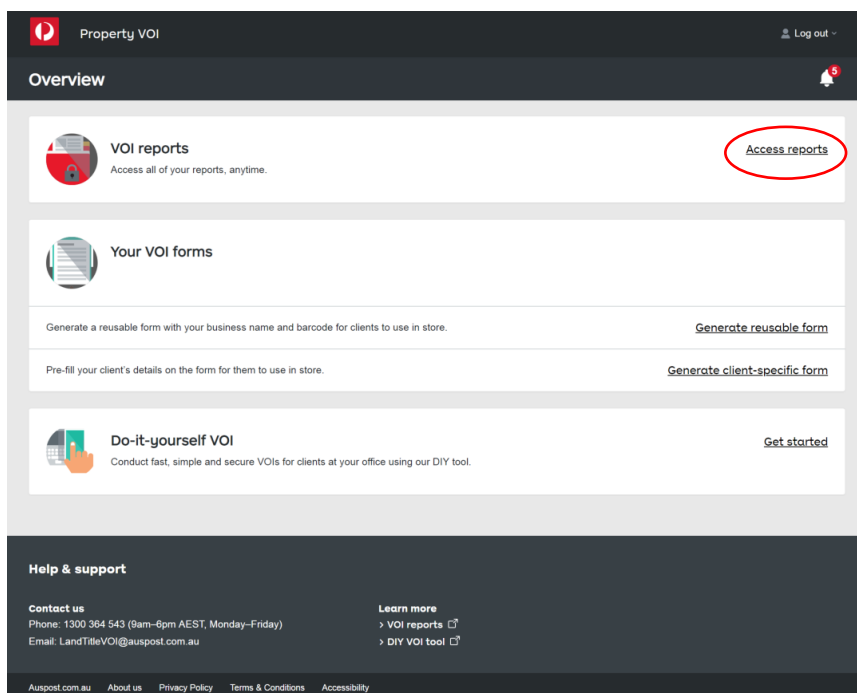 Property VOI
Log out
Overview
5
VOI reports
Access reports
Access all of your reports, anytime.
Your VOI forms
Generate a reusable form with your business name and barcode for clients to use in store.
Generate reusable form
Pre-fill your client's details on the form for them to use in store.
Generate client-specific form
Do-it-yourself VOI
Get started
Conduct fast, simple and secure VOIs for clients at your office using our DIY tool.
Help & support
Contact us
Phone: 1300 364 543 (9am–6pm AEST, Monday–Friday)
Email: LandTitleVOI@auspost.com.au
Learn more
> VOI reports
> DIY VOI tool
Auspost.com.au About us Privacy Policy Terms & Conditions Accessibility